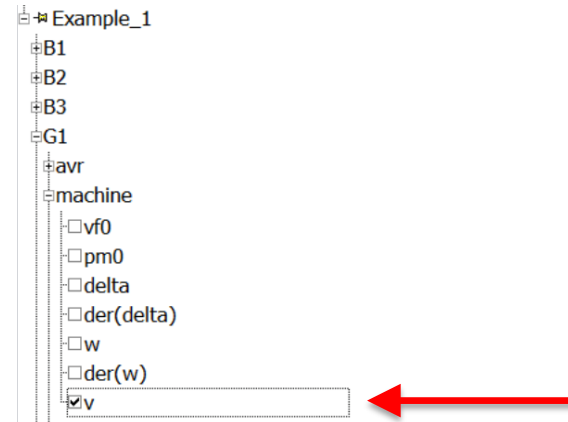 Example_1
B1
B2
B3
G1
avr
machine
vf0
pm0
delta
der(delta)
w
der(w)
v